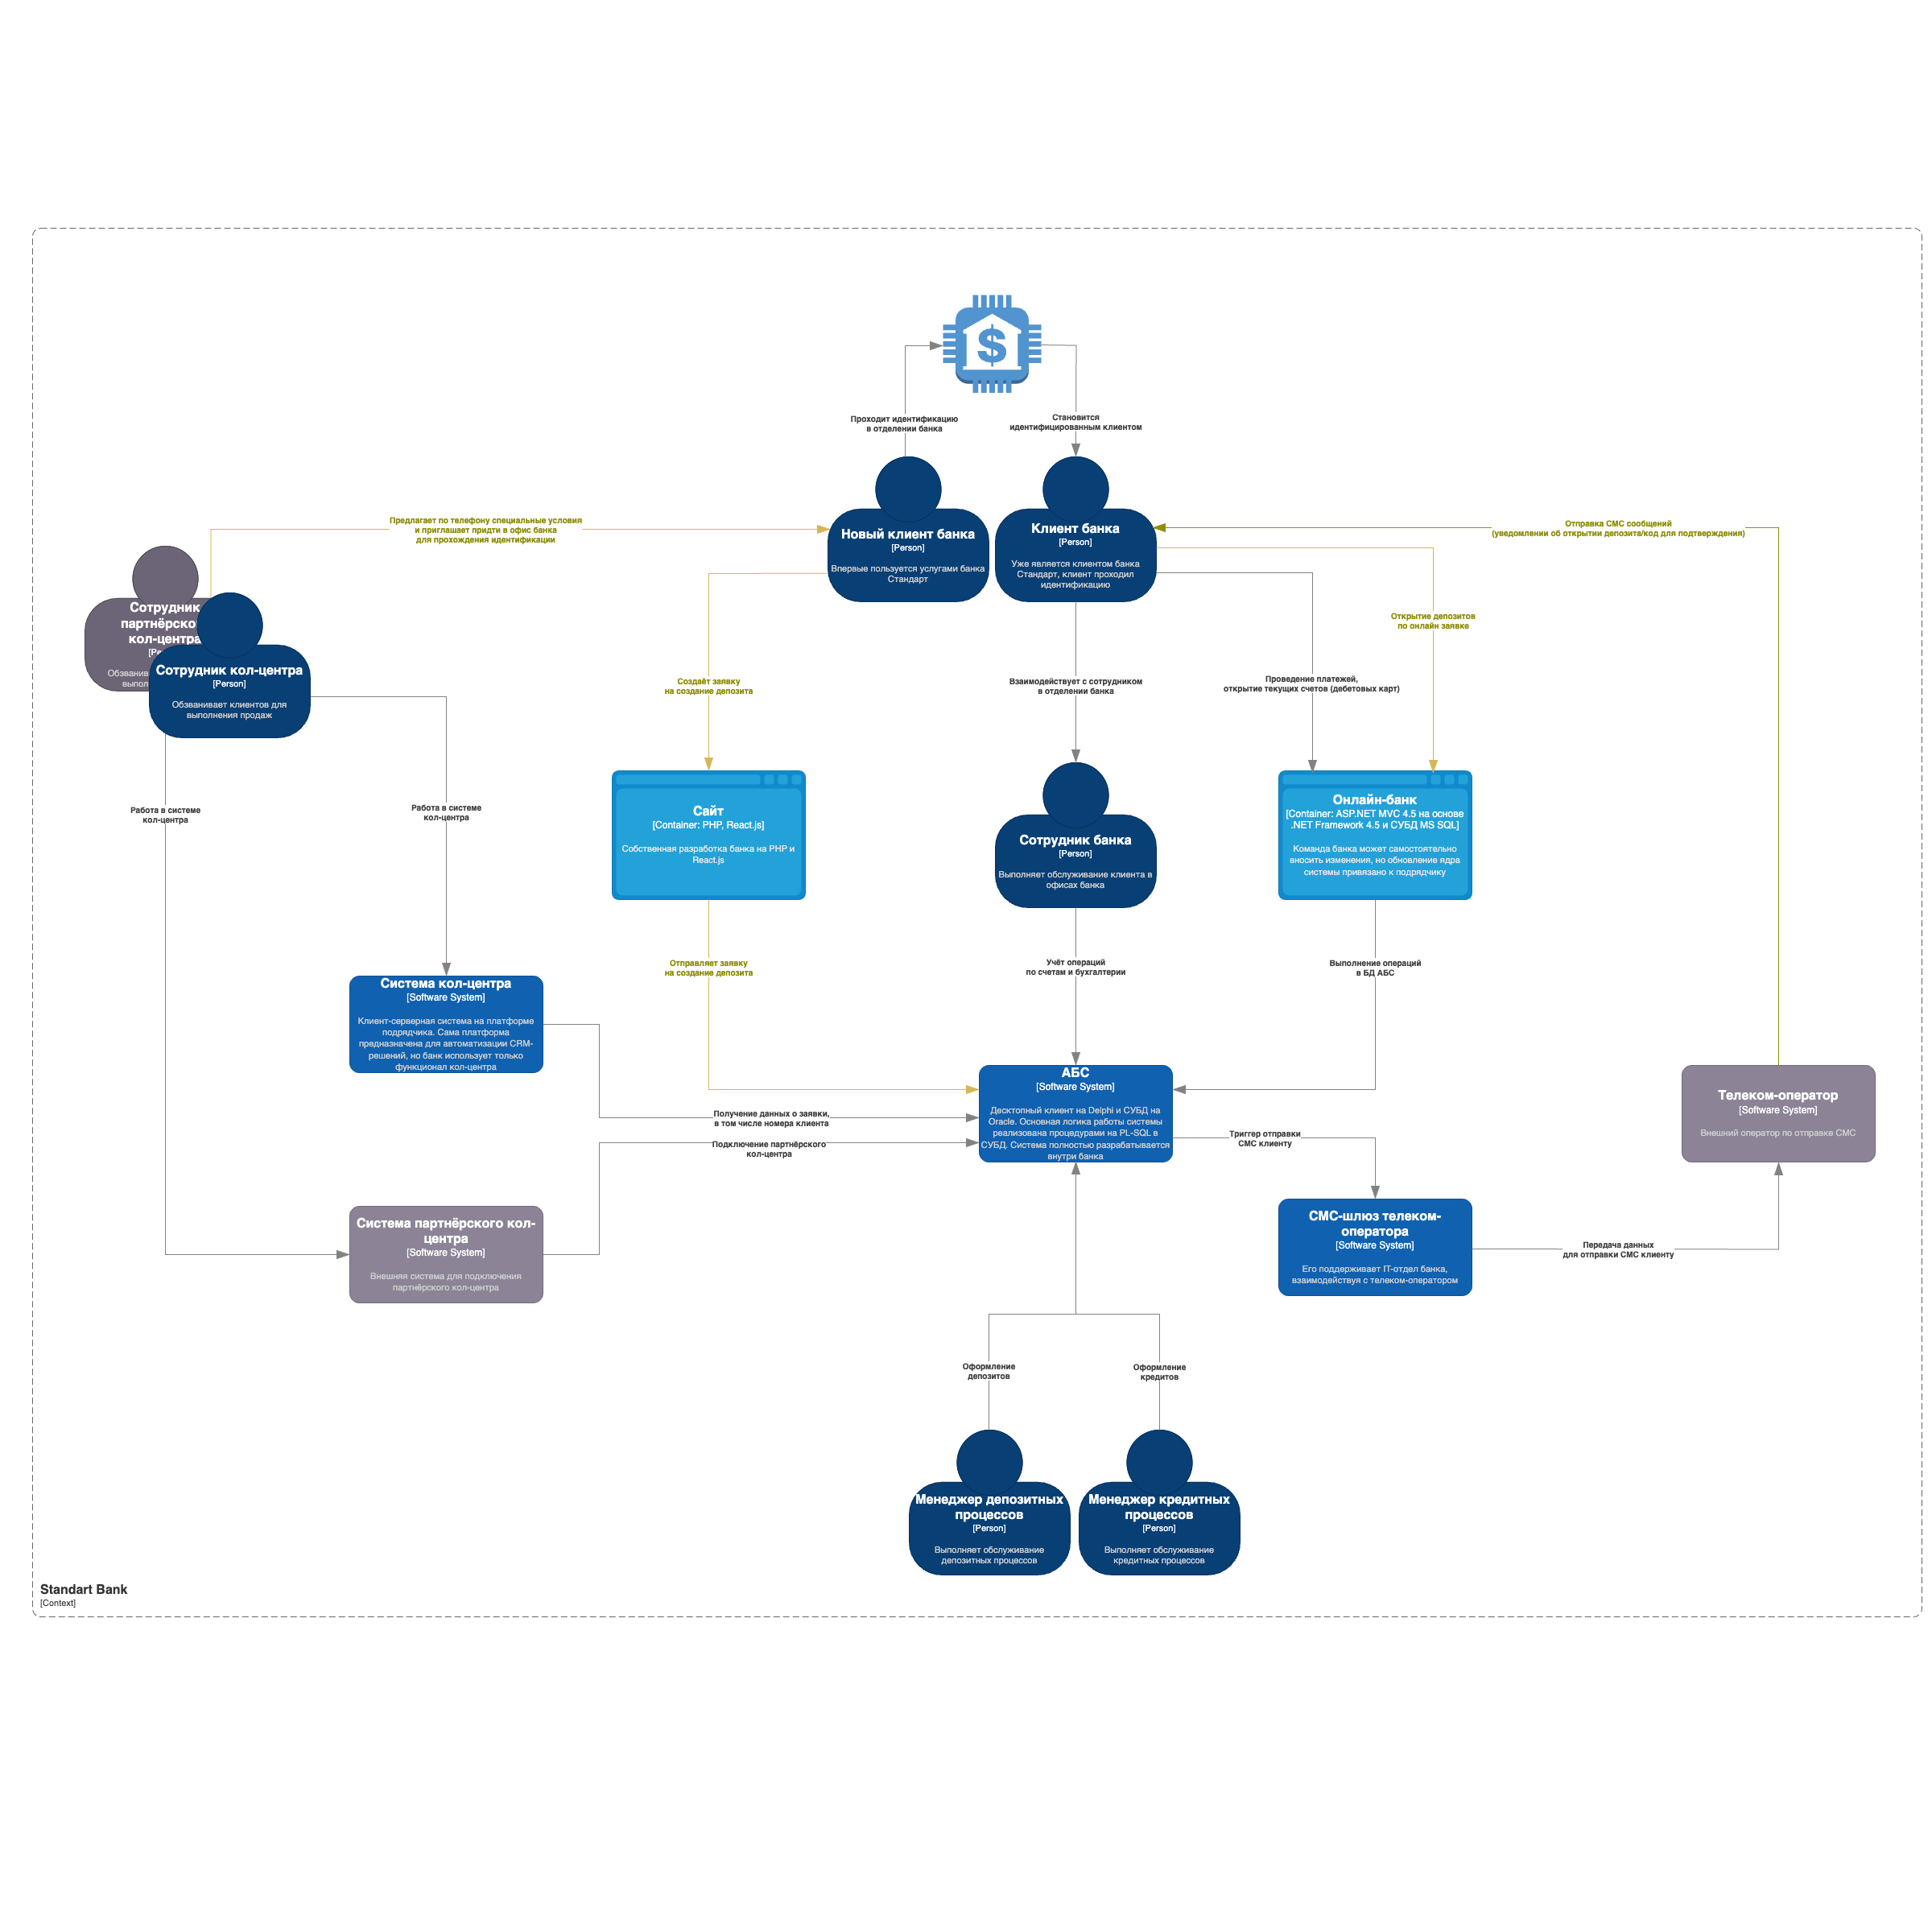 Проходит идентификацию
в отделении банка
Становится
идентифицированным клиентом
Предлагает по телефону специальные условия
и приглашает придти в офис банка
для прохождения идентификации
Новый клиент банка
[Person]
Впервые пользуется услугами банка
Стандарт
Клиент банка
[Person]
Уже является клиентом банка
Стандарт, клиент проходил
идентификацию
Отправка СМС сообщений
(уведомлении об открытии депозита/код для подтверждения)
Сотрудник
партнёрско
кол-центра
Сотрудник кол-центра
[Person]
Обзванивает клиентов для
выполнения продаж
Открытие депозитов
по онлайн заявке
Создаёт заявку
на создание депозита
Взаимодействует с сотрудником
в отделении банка
Проведение платежей,
открытие текущих счетов (дебетовых карт)
Работа в системе
кол-центра
Работа в системе
кол-центра
Сайт
[Container: PHP, React.js]
Собственная разработка банка на PHP и
React.js
Сотрудник банка
[Person]
Выполняет обслуживание клиента в
офисах банка
Онлайн-банк
[Container: ASP.NET MVC 4.5 на основе
.NET Framework 4.5 и СУБД MS SQL]
Команда банка может самостоятельно
вносить изменения, но обновление ядра
системы привязано к подрядчику
Отправляет заявку
на создание депозита
Учёт операций
по счетам и бухгалтерии
Выполнение операций
в БД АБС
Система кол-центра
[Software System]
Клиент-серверная система на платформе
подрядчика. Сама платформа
предназначена для автоматизации CRM-
решений, но банк использует только
функционал кол-центра
Получение данных о заявки,
в том числе номера клиента
Подключение партнёрского
кол-центра
АБС
[Software System]
Десктопный клиент на Delphi и СУБД на
Oracle. Основная логика работы системы
реализована процедурами на PL-SQL в
СУБД. Система полностью разрабатывается
внутри банка
Триггер отправки
СМС клиенту
Телеком-оператор
[Software System]
Внешний оператор по отправке СМС
Система партнёрского кол-
центра
[Software System]
Внешняя система для подключения
партнёрского кол-центра
СМС-шлюз телеком-
оператора
[Software System]
Его поддерживает IT-отдел банка,
взаимодействуя с телеком-оператором
Передача данных
для отправки СМС клиенту
Оформление
депозитов
Оформление
кредитов
Менеджер депозитных
процессов
[Person]
Выполняет обслуживание
депозитных процессов
Менеджер кредитных
процессов
[Person]
Выполняет обслуживание
кредитных процессов
Standart Bank
[Context]